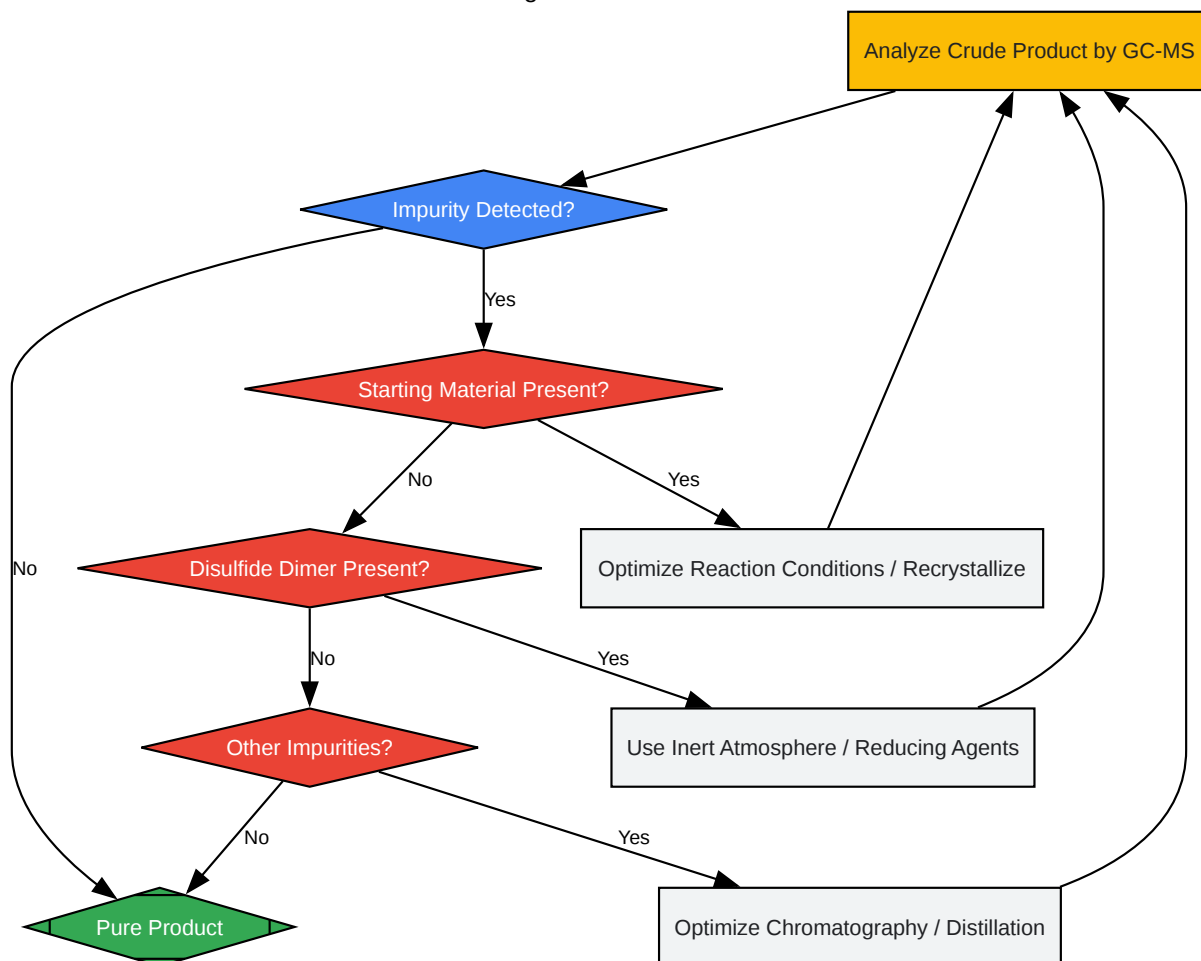 Analyze Crude Product by GC-MS
Impurity Detected?
Yes
Starting Material Present?
No
Yes
Disulfide Dimer Present?
Optimize Reaction Conditions / Recrystallize
No
No
Yes
Other Impurities?
Use Inert Atmosphere / Reducing Agents
No
Yes
Pure Product
Optimize Chromatography / Distillation